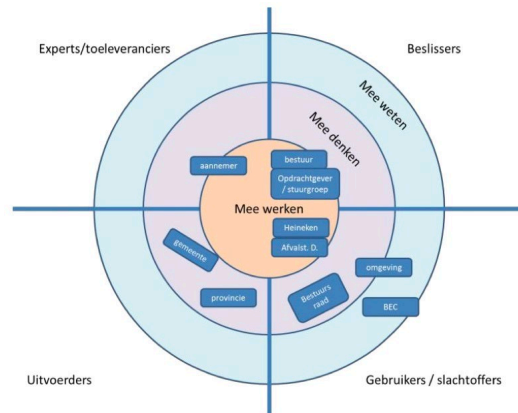 Experts/toeleveranciers
Beslissers
Mee weten
Mee denken
aannemer
bestuur
Opdrachtgever
/ stuurgroep
Mee werken
Heineken
Afvalst. D.
gemeente
omgeving
provincie
Bestuurs
raad
BEC
Uitvoerders
Gebruikers / slachtoffers